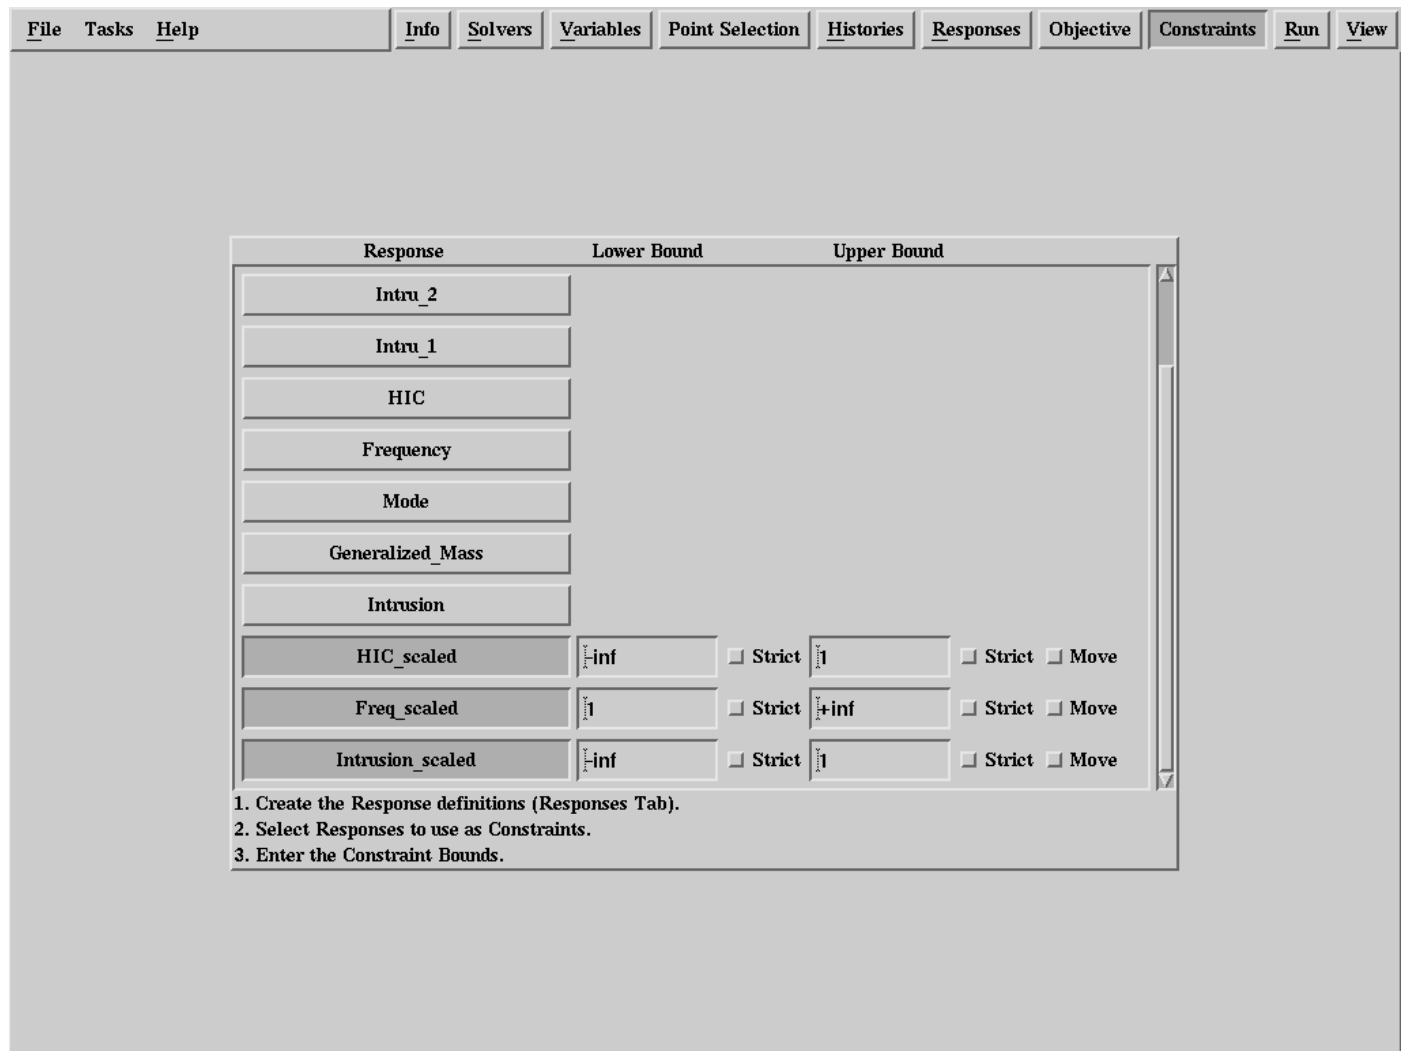 File Tasks Help Info Solvers Variables Point Selection Histories Responses Objective Constraints Run View
Response Lower Bound Upper Bound
Intru_2
Intru_1
HIC
Frequency
Mode
Generalized_Mass
Intrusion
HIC_scaled -inf Strict 1 Strict Move
Freq_scaled 1 Strict +inf Strict Move
Intrusion_scaled -inf Strict 1 Strict Move
1. Create the Response definitions (Responses Tab).
2. Select Responses to use as Constraints.
3. Enter the Constraint Bounds.